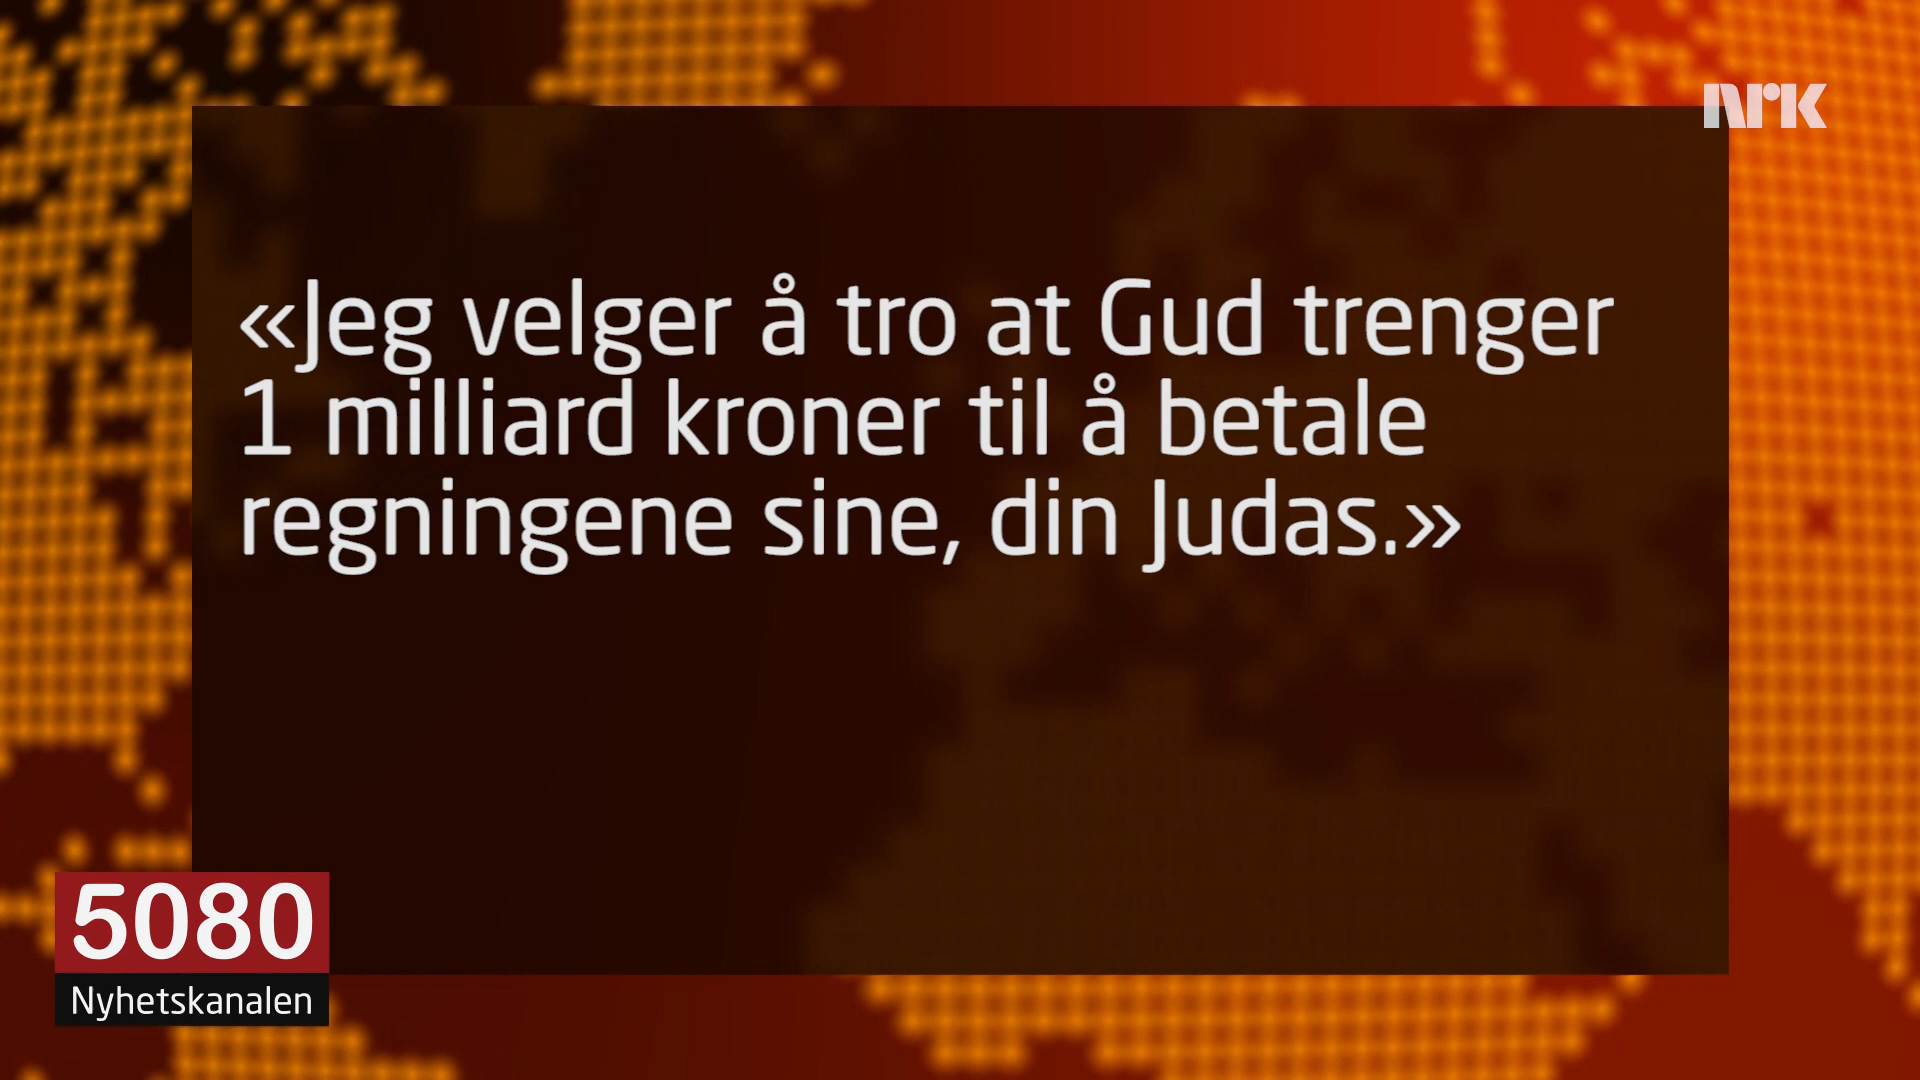 NRK
«Jeg velger å tro at Gud trenger
1 milliard kroner til å betale
regningene sine, din Judas.»
5080
Nyhetskanalen